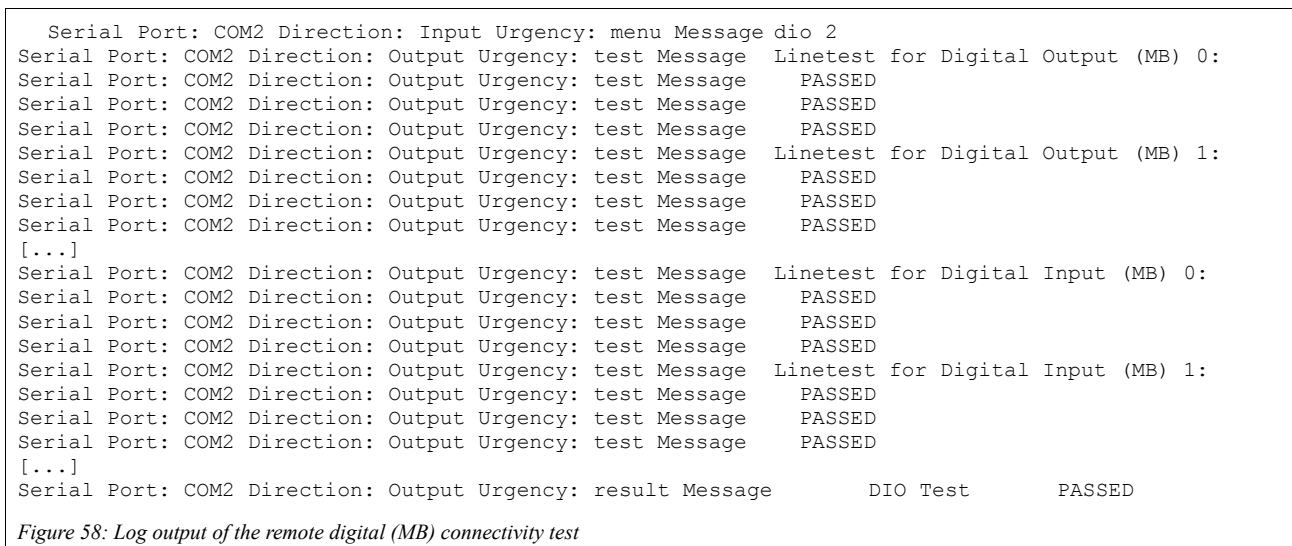 Serial Port: COM2 Direction: Input Urgency: menu Message dio 2
Serial Port: COM2 Direction: Output Urgency: test Message Linetest for Digital Output (MB) 0:
Serial Port: COM2 Direction: Output Urgency: test Message PASSED
Serial Port: COM2 Direction: Output Urgency: test Message PASSED
Serial Port: COM2 Direction: Output Urgency: test Message PASSED
Serial Port: COM2 Direction: Output Urgency: test Message Linetest for Digital Output (MB) 1:
Serial Port: COM2 Direction: Output Urgency: test Message PASSED
Serial Port: COM2 Direction: Output Urgency: test Message PASSED
Serial Port: COM2 Direction: Output Urgency: test Message PASSED
[...]
Serial Port: COM2 Direction: Output Urgency: test Message Linetest for Digital Input (MB) 0:
Serial Port: COM2 Direction: Output Urgency: test Message PASSED
Serial Port: COM2 Direction: Output Urgency: test Message PASSED
Serial Port: COM2 Direction: Output Urgency: test Message PASSED
Serial Port: COM2 Direction: Output Urgency: test Message Linetest for Digital Input (MB) 1:
Serial Port: COM2 Direction: Output Urgency: test Message PASSED
Serial Port: COM2 Direction: Output Urgency: test Message PASSED
Serial Port: COM2 Direction: Output Urgency: test Message PASSED
[...]
Serial Port: COM2 Direction: Output Urgency: result Message DIO Test PASSED
Figure 58: Log output of the remote digital (MB) connectivity test